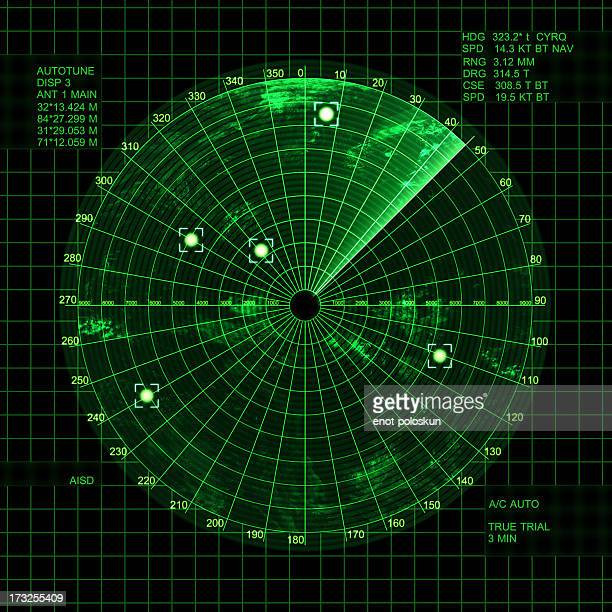 HDG 323.2* t CYRQ
SPD 14.3 KT BT NAV
RNG 3.12 MM
DRG 314.5 T
CSE 308.5 T BT
SPD 19.5 KT BT
AUTOTUNE
DISP 3
ANT 1 MAIN
32*13.424 M
84*27.299 M
31*29.053 M
71*12.059 M
0
10
20
30
40
50
60
70
80
90
100
110
120
130
140
150
160
170
180
190
200
210
220
230
240
250
260
270
280
290
300
310
320
330
340
350
gettyimages®
enot poloskun
AISD
A/C AUTO
TRUE TRIAL
3 MIN
173255409